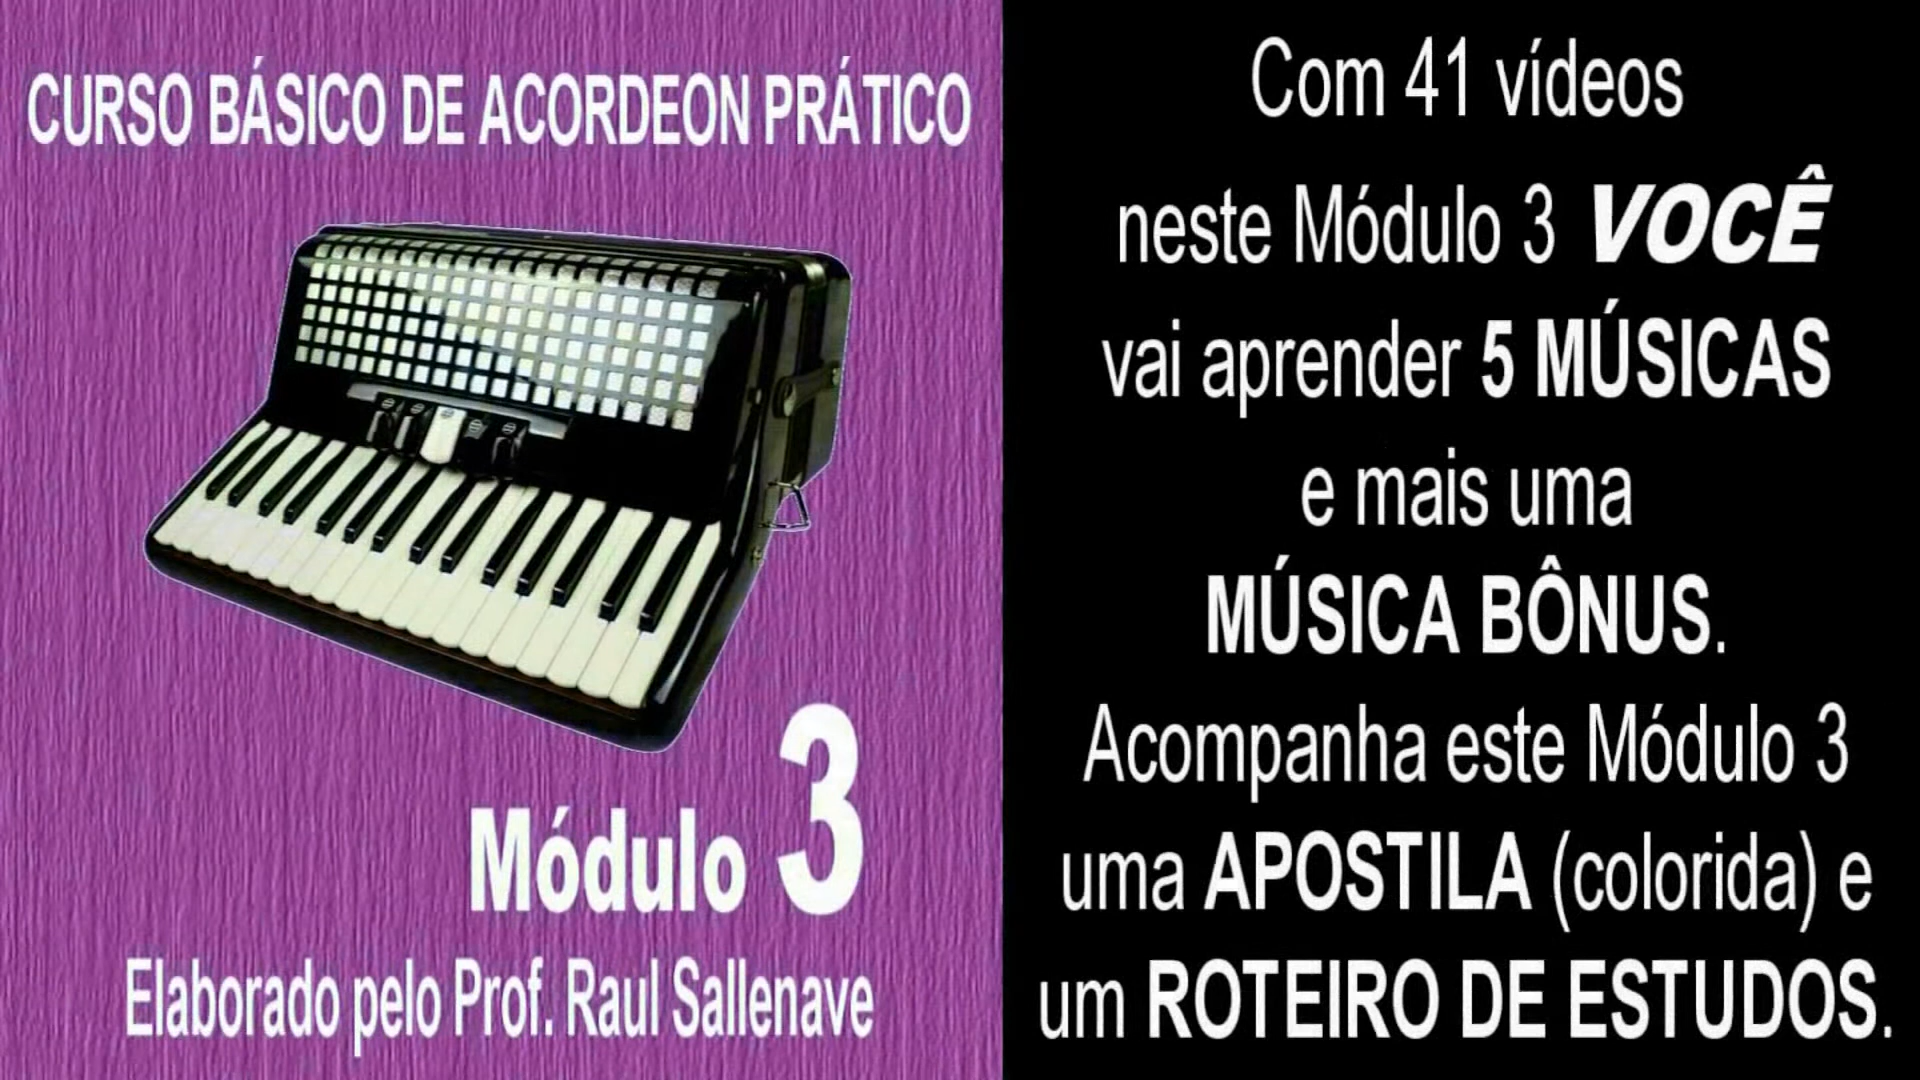 CURSO BÁSICO DE ACORDEON PRÁTICO
Módulo 3
Elaborado pelo Prof. Raul Sallenave
Com 41 vídeos
neste Módulo 3 VOCÊ
vai aprender 5 MÚSICAS
e mais uma
MÚSICA BÔNUS.
Acompanha este Módulo 3
uma APOSTILA (colorida) e
um ROTEIRO DE ESTUDOS.